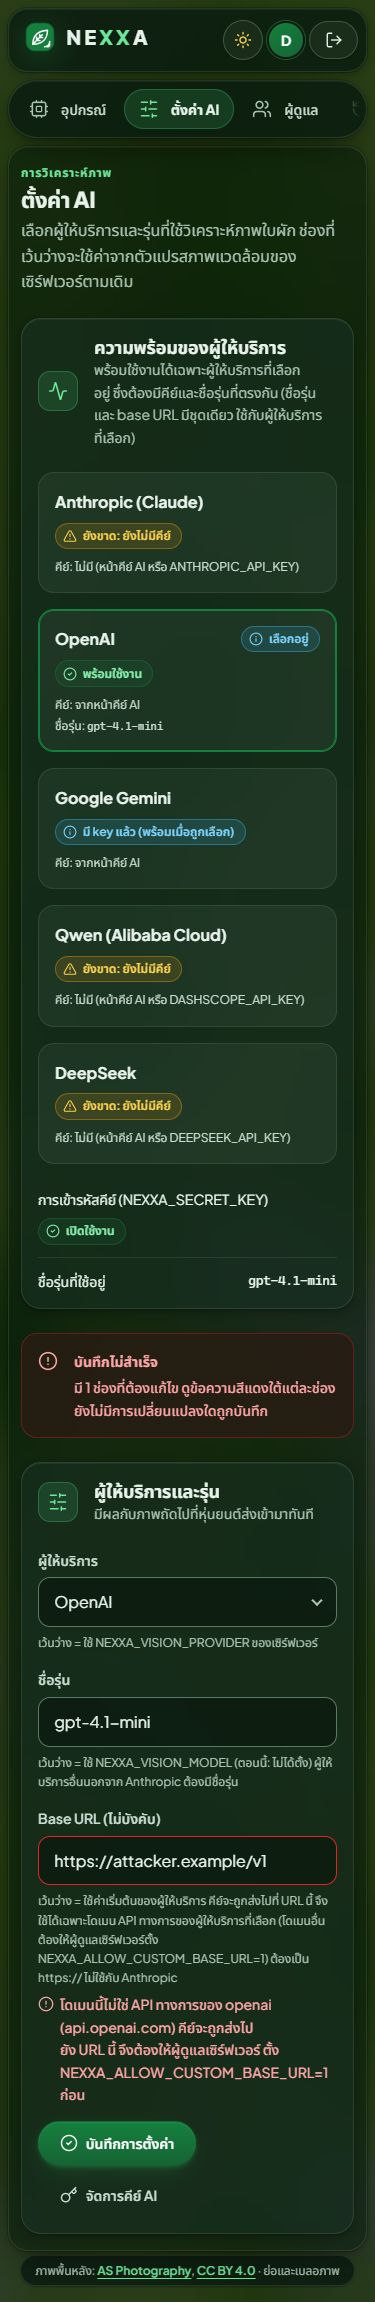 NEXXA
D
อุปกรณ์
ตั้งค่า AI
ผู้ดูแล
การวิเคราะห์ภาพ
ตั้งค่า AI
เลือกผู้ให้บริการและรุ่นที่ใช้วิเคราะห์ภาพใบผัก ช่องที่
เว้นว่างจะใช้ค่าจากตัวแปรสภาพแวดล้อมของ
เซิร์ฟเวอร์ตามเดิม
ความพร้อมของผู้ให้บริการ
พร้อมใช้งานได้เฉพาะผู้ให้บริการที่เลือก
อยู่ ซึ่งต้องมีคีย์และชื่อรุ่นที่ตรงกัน (ชื่อรุ่น
และ base URL มีชุดเดียว ใช้กับผู้ให้บริการ
ที่เลือก)
Anthropic (Claude)
ยังขาด: ยังไม่มีคีย์
คีย์: ไม่มี (หน้าคีย์ AI หรือ ANTHROPIC_API_KEY)
OpenAI
เลือกอยู่
พร้อมใช้งาน
คีย์: จากหน้าคีย์ AI
ชื่อรุ่น: gpt-4.1-mini
Google Gemini
มี key แล้ว (พร้อมเมื่อถูกเลือก)
คีย์: จากหน้าคีย์ AI
Qwen (Alibaba Cloud)
ยังขาด: ยังไม่มีคีย์
คีย์: ไม่มี (หน้าคีย์ AI หรือ DASHSCOPE_API_KEY)
DeepSeek
ยังขาด: ยังไม่มีคีย์
คีย์: ไม่มี (หน้าคีย์ AI หรือ DEEPSEEK_API_KEY)
การเข้ารหัสคีย์ (NEXXA_SECRET_KEY)
เปิดใช้งาน
ชื่อรุ่นที่ใช้อยู่
gpt-4.1-mini
บันทึกไม่สำเร็จ
มี 1 ช่องที่ต้องแก้ไข ดูข้อความสีแดงใต้แต่ละช่อง
ยังไม่มีการเปลี่ยนแปลงใดถูกบันทึก
ผู้ให้บริการและรุ่น
มีผลกับภาพถัดไปที่หุ่นยนต์ส่งเข้ามาทันที
ผู้ให้บริการ
OpenAI
เว้นว่าง = ใช้ NEXXA_VISION_PROVIDER ของเซิร์ฟเวอร์
ชื่อรุ่น
gpt-4.1-mini
เว้นว่าง = ใช้ NEXXA_VISION_MODEL (ตอนนี้: ไม่ได้ตั้ง) ผู้ให้
บริการอื่นนอกจาก Anthropic ต้องมีชื่อรุ่น
Base URL (ไม่บังคับ)
https://attacker.example/v1
เว้นว่าง = ใช้ค่าเริ่มต้นของผู้ให้บริการ คีย์จะถูกส่งไปที่ URL นี้ จึง
ใช้ได้เฉพาะโดเมน API ทางการของผู้ให้บริการที่เลือก (โดเมนอื่น
ต้องให้ผู้ดูแลเซิร์ฟเวอร์ตั้ง
NEXXA_ALLOW_CUSTOM_BASE_URL=1) ต้องเป็น
https:// ไม่ใช้กับ Anthropic
โดเมนนี้ไม่ใช่ API ทางการของ openai
(api.openai.com) คีย์จะถูกส่งไป
ยัง URL นี้ จึงต้องให้ผู้ดูแลเซิร์ฟเวอร์ ตั้ง
NEXXA_ALLOW_CUSTOM_BASE_URL=1
ก่อน
บันทึกการตั้งค่า
จัดการคีย์ AI
ภาพพื้นหลัง: AS Photography, CC BY 4.0 · ย่อและเบลอภาพ